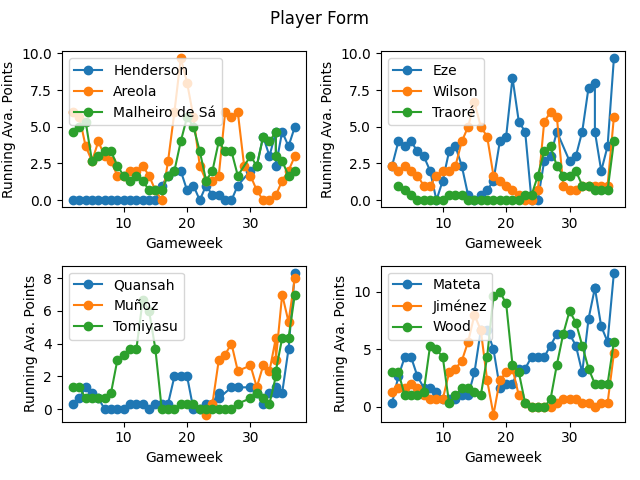 Player Form
Running Ava. Points
10.0
7.5
5.0
2.5
0.0
Henderson
Areola
Malheiro de Sá
10
20
30
Gameweek
Running Ava. Points
10.0
7.5
5.0
2.5
0.0
Eze
Wilson
Traoré
10
20
30
Gameweek
Running Ava. Points
8
6
4
2
0
Quansah
Muñoz
Tomiyasu
10
20
30
Gameweek
Running Ava. Points
10
5
0
Mateta
Jiménez
Wood
10
20
30
Gameweek